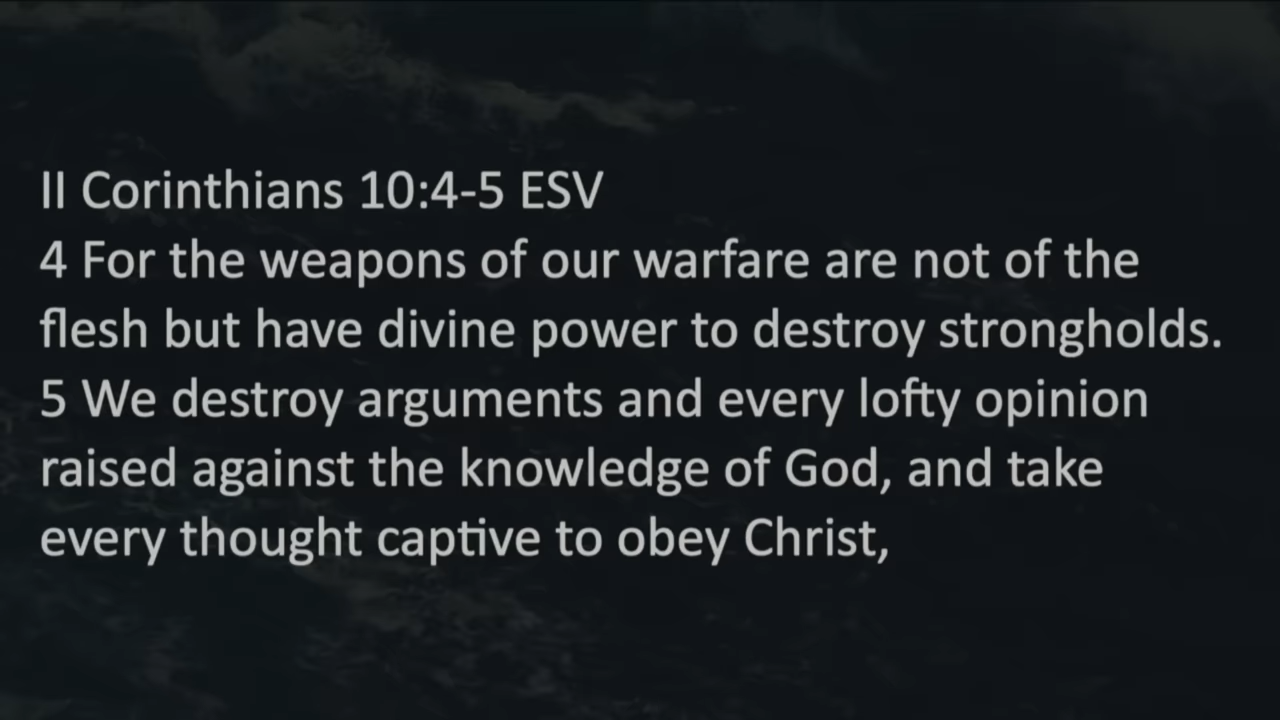 II Corinthians 10:4-5 ESV
4 For the weapons of our warfare are not of the
flesh but have divine power to destroy strongholds.
5 We destroy arguments and every lofty opinion
raised against the knowledge of God, and take
every thought captive to obey Christ,